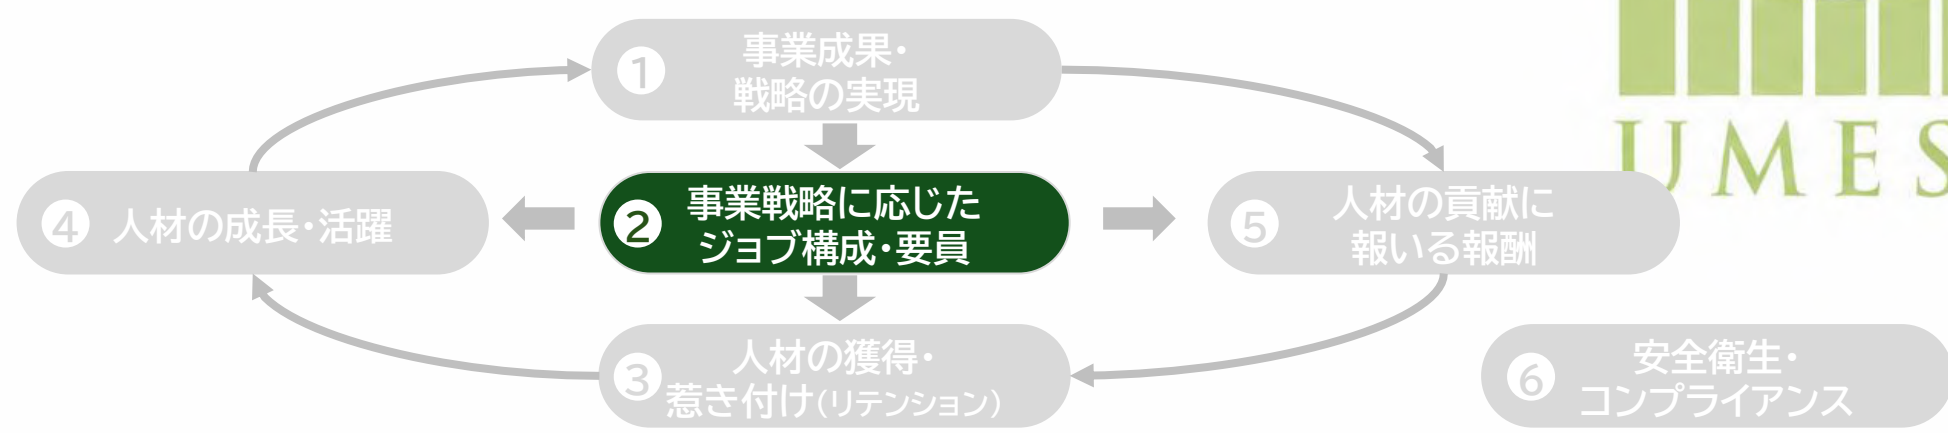 ① 事業成果・
戦略の実現
④ 人材の成長・活躍
② 事業戦略に応じた
ジョブ構成・要員
⑤ 人材の貢献に
報いる報酬
③ 人材の獲得・
惹き付け(リテンション)
⑥ 安全衛生・
コンプライアンス
UMES